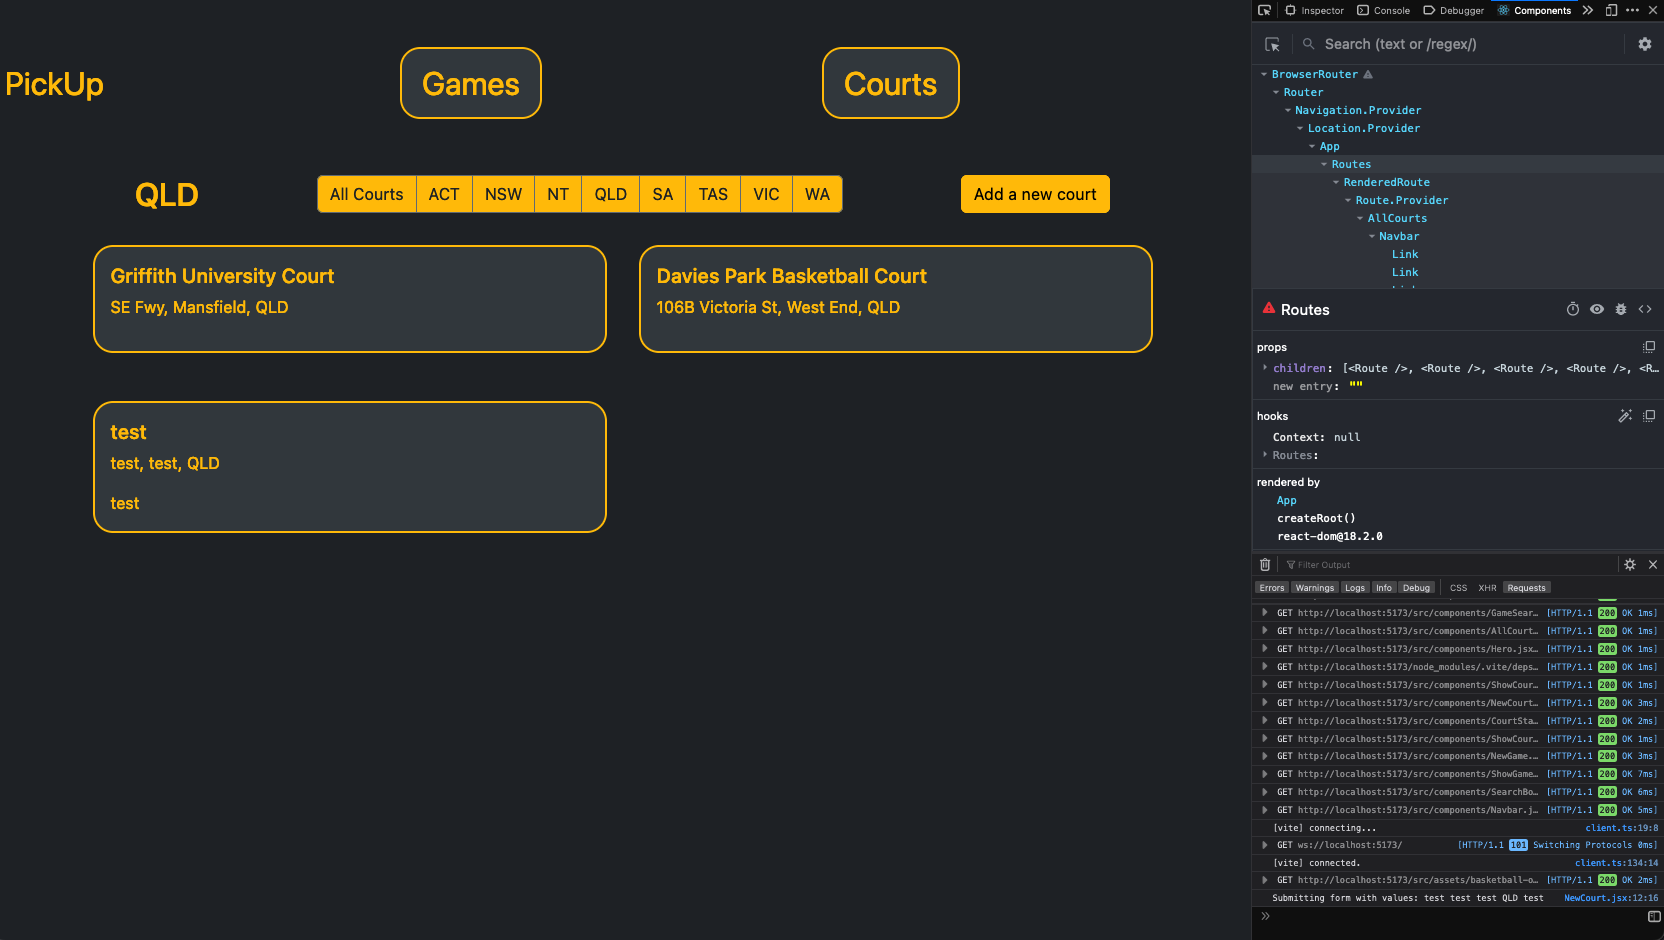 PickUp
Games
Courts
QLD
All Courts ACT NSW NT QLD SA TAS VIC WA
Add a new court
Griffith University Court
SE Fwy, Mansfield, QLD
Davies Park Basketball Court
106B Victoria St, West End, QLD
test
test, test, QLD
test
Inspector Console Debugger Components
Search (text or /regex/)
BrowserRouter
Router
Navigation.Provider
Location.Provider
App
Routes
RenderedRoute
Route.Provider
AllCourts
Navbar
Link
Link
Routes
props
children: [<Route />, <Route />, <Route />, <Route />, <R…
new entry: ""
hooks
Context: null
Routes:
rendered by
App
createRoot()
react-dom@18.2.0
Filter Output
Errors Warnings Logs Info Debug CSS XHR Requests
GET http://localhost:5173/src/components/GameSear… [HTTP/1.1 200 OK 1ms]
GET http://localhost:5173/src/components/AllCourt… [HTTP/1.1 200 OK 1ms]
GET http://localhost:5173/src/components/Hero.jsx… [HTTP/1.1 200 OK 1ms]
GET http://localhost:5173/node_modules/.vite/deps… [HTTP/1.1 200 OK 1ms]
GET http://localhost:5173/src/components/ShowCour… [HTTP/1.1 200 OK 1ms]
GET http://localhost:5173/src/components/NewCourt… [HTTP/1.1 200 OK 3ms]
GET http://localhost:5173/src/components/CourtSta… [HTTP/1.1 200 OK 2ms]
GET http://localhost:5173/src/components/ShowCour… [HTTP/1.1 200 OK 1ms]
GET http://localhost:5173/src/components/NewGame.… [HTTP/1.1 200 OK 3ms]
GET http://localhost:5173/src/components/ShowGame… [HTTP/1.1 200 OK 7ms]
GET http://localhost:5173/src/components/SearchBo… [HTTP/1.1 200 OK 6ms]
GET http://localhost:5173/src/components/Navbar.j… [HTTP/1.1 200 OK 5ms]
[vite] connecting... client.ts:19:8
GET ws://localhost:5173/ [HTTP/1.1 101 Switching Protocols 0ms]
[vite] connected. client.ts:134:14
GET http://localhost:5173/src/assets/basketball-o… [HTTP/1.1 200 OK 2ms]
Submitting form with values: test test test QLD test NewCourt.jsx:12:16